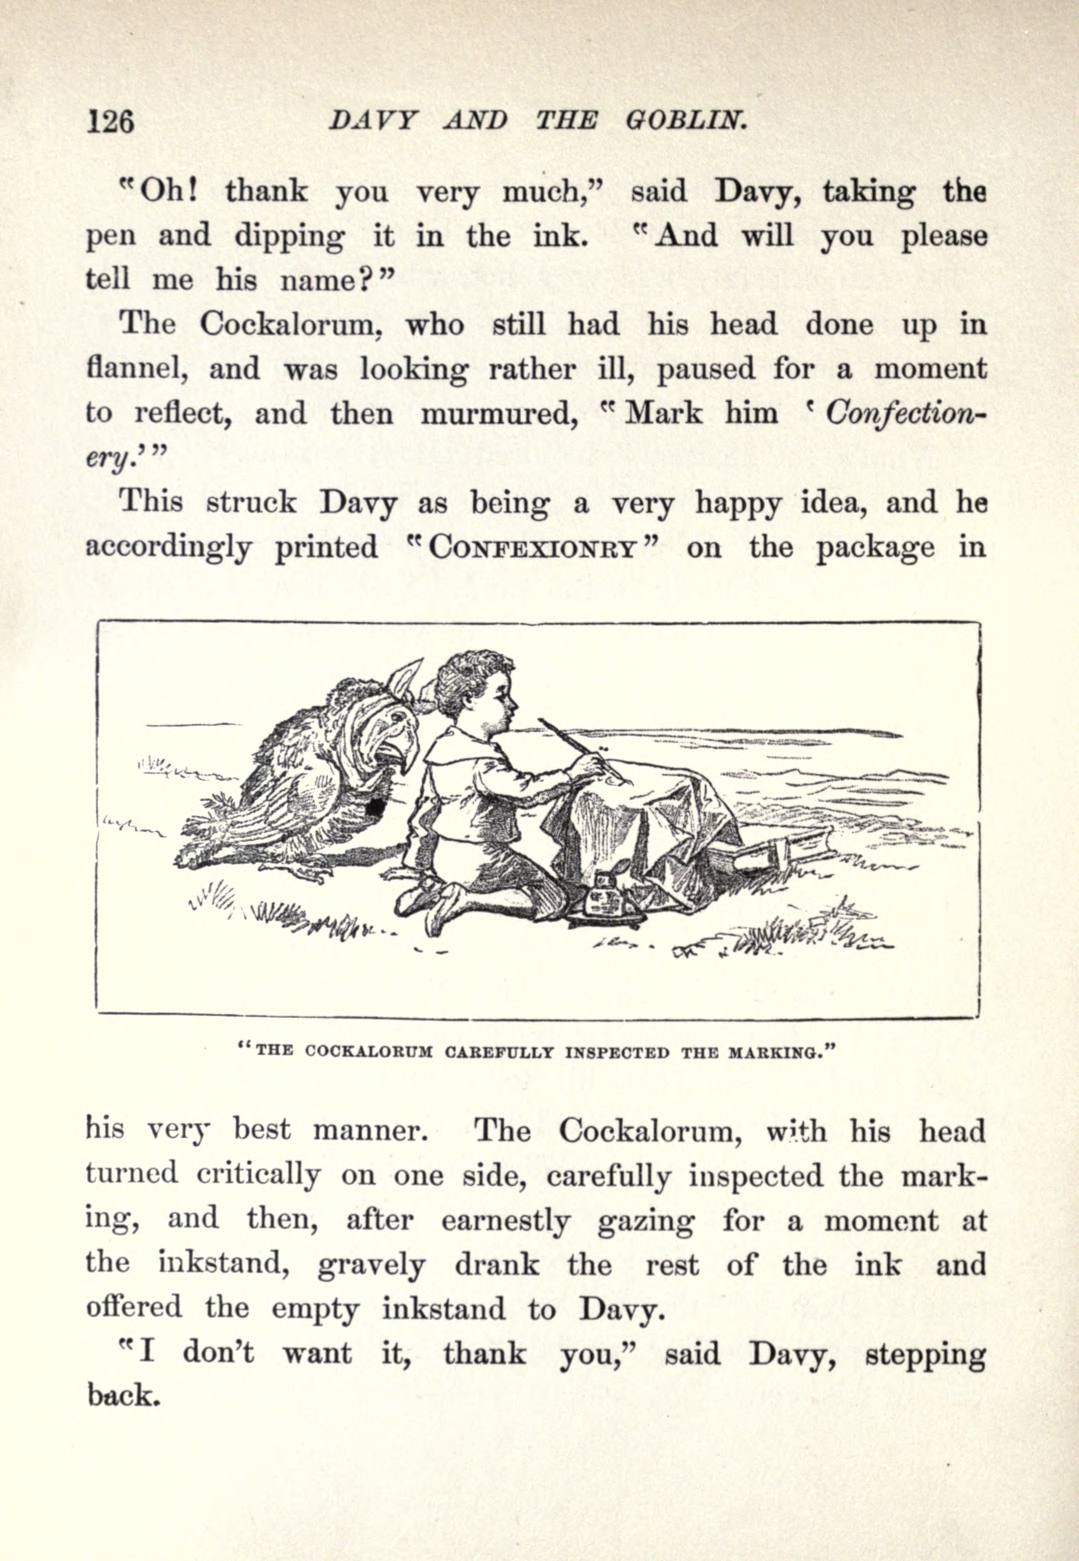 126 DAVY AND THE GOBLIN.
"Oh! thank you very much," said Davy, taking the
pen and dipping it in the ink. "And will you please
tell me his name?"
The Cockalorum, who still had his head done up in
flannel, and was looking rather ill, paused for a moment
to reflect, and then murmured, "Mark him 'Confection-
ery.'"
This struck Davy as being a very happy idea, and he
accordingly printed "CONFEXIONRY" on the package in
"THE COCKALORUM CAREFULLY INSPECTED THE MARKING."
his very best manner. The Cockalorum, with his head
turned critically on one side, carefully inspected the mark-
ing, and then, after earnestly gazing for a moment at
the inkstand, gravely drank the rest of the ink and
offered the empty inkstand to Davy.
"I don't want it, thank you," said Davy, stepping
back.